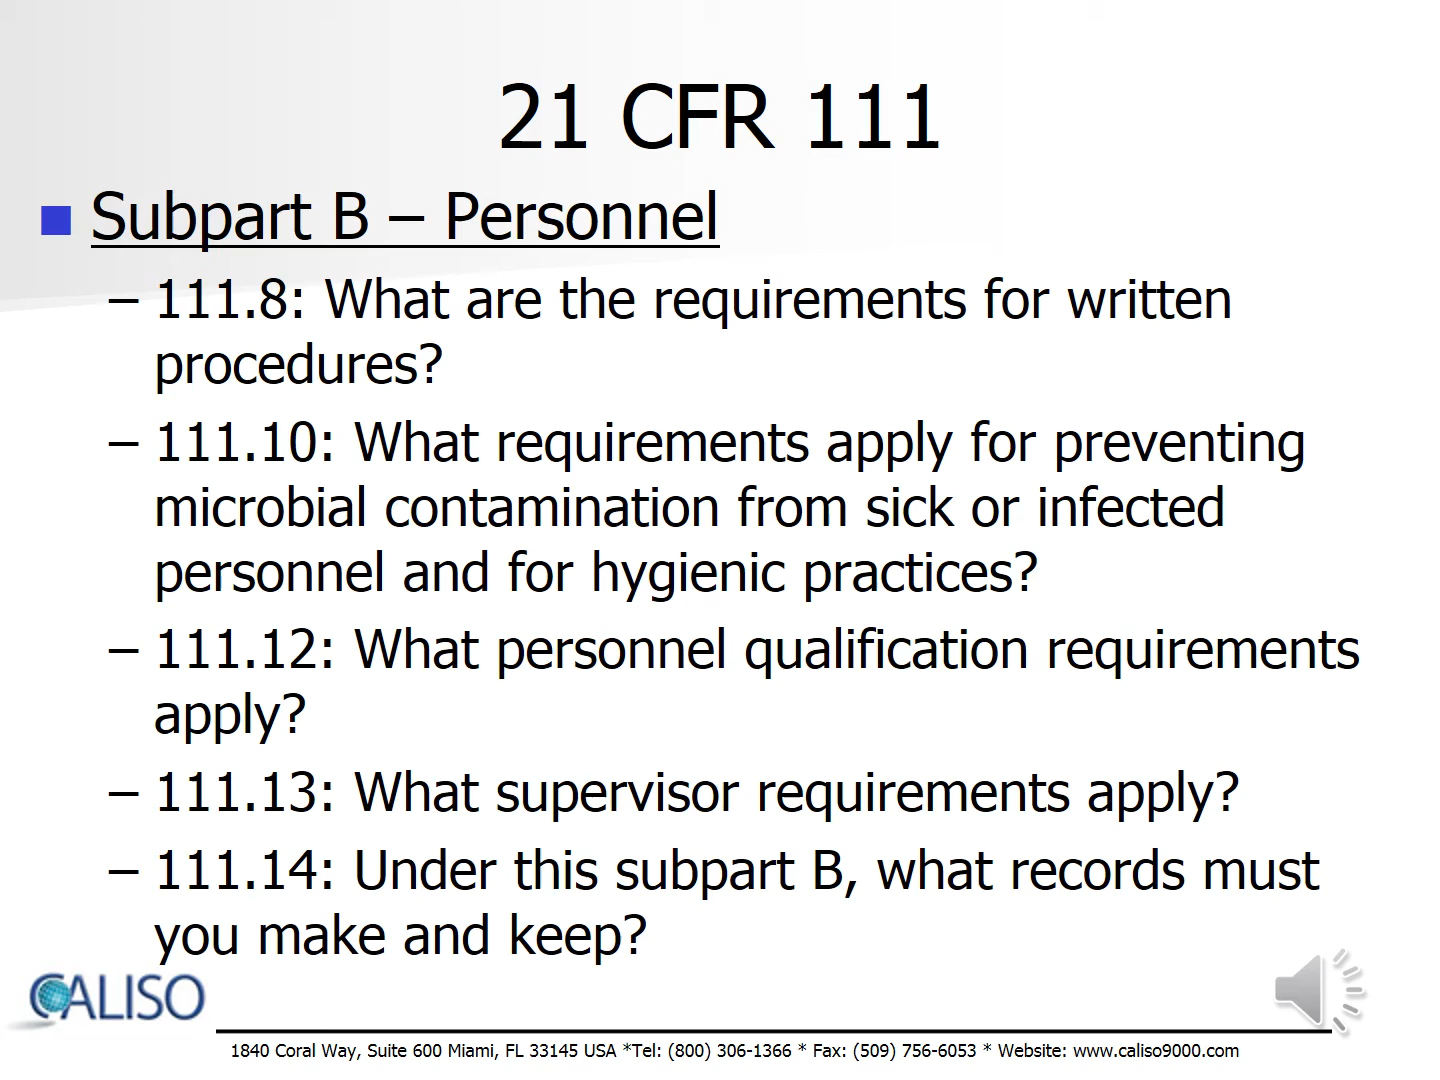 21 CFR 111
Subpart B – Personnel
– 111.8: What are the requirements for written
procedures?
– 111.10: What requirements apply for preventing
microbial contamination from sick or infected
personnel and for hygienic practices?
– 111.12: What personnel qualification requirements
apply?
– 111.13: What supervisor requirements apply?
– 111.14: Under this subpart B, what records must
you make and keep?
CALISO
1840 Coral Way, Suite 600 Miami, FL 33145 USA *Tel: (800) 306-1366 * Fax: (509) 756-6053 * Website: www.caliso9000.com